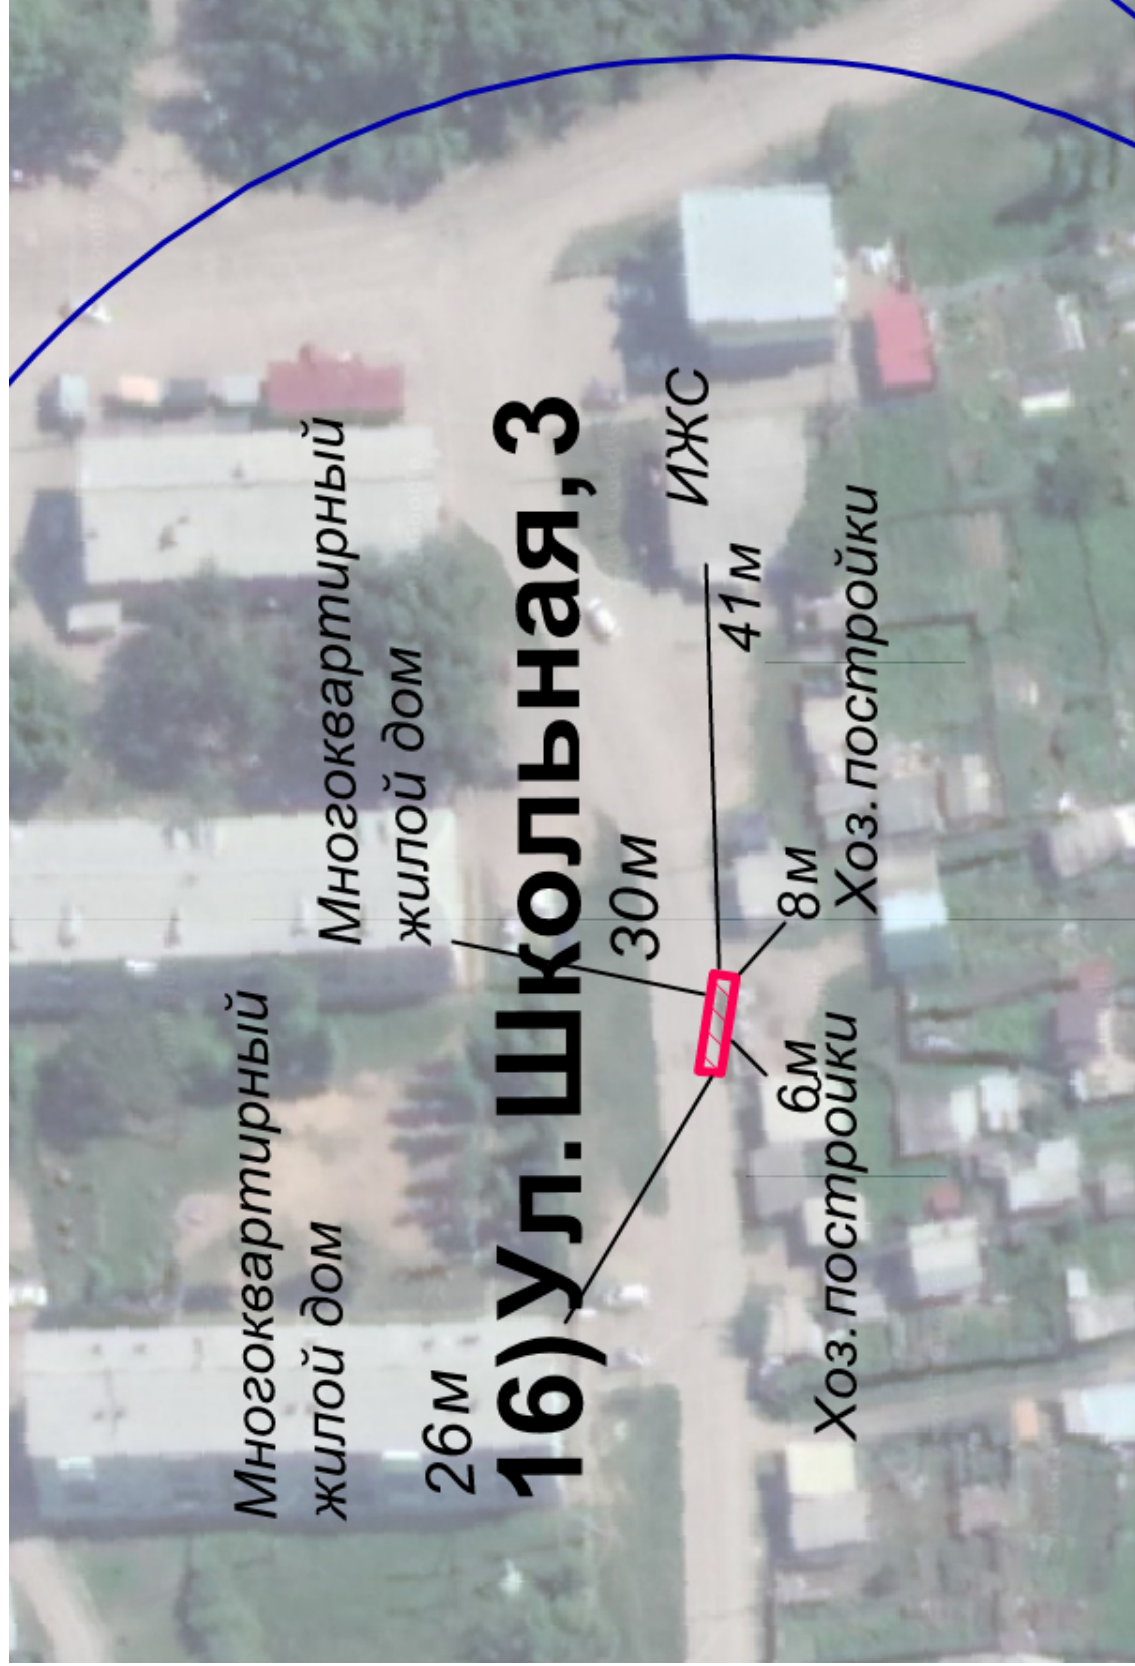 Многоквартирный
жилой дом
26м
Многоквартирный
жилой дом
16)Ул. Школьная, 3
30м
ИЖС
41м
8м
Хоз.постройки
6м
Хоз.постройки
Хоз.постройки